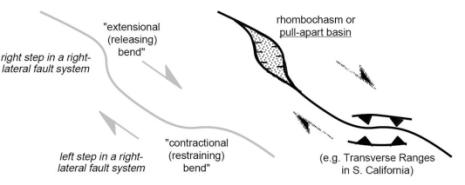 "extensional
(releasing)
bend"
right step in a right-
lateral fault system
left step in a right-
lateral fault system
"contractional
(restraining)
bend"
rhombochasm or
pull-apart basin
(e.g. Transverse Ranges
in S. California)